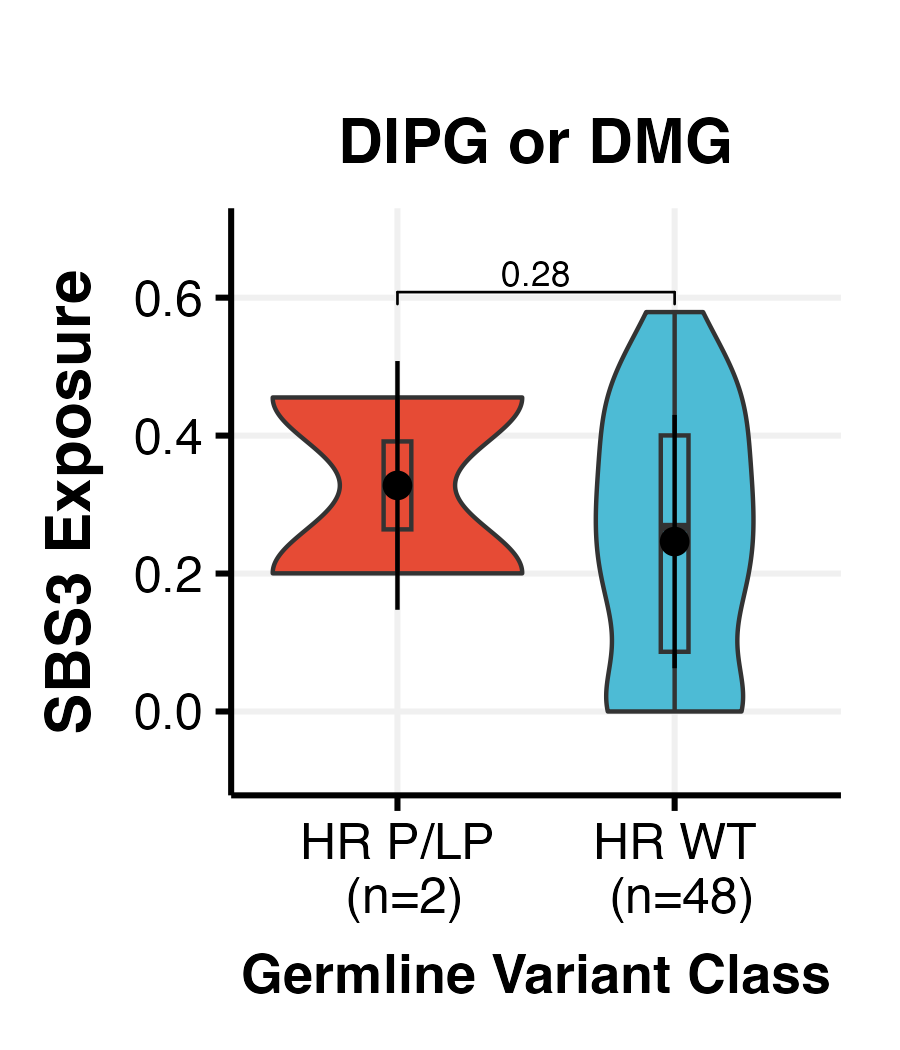 DIPG or DMG
SBS3 Exposure
0.6
0.4
0.2
0.0
0.28
HR P/LP
(n=2)
HR WT
(n=48)
Germline Variant Class